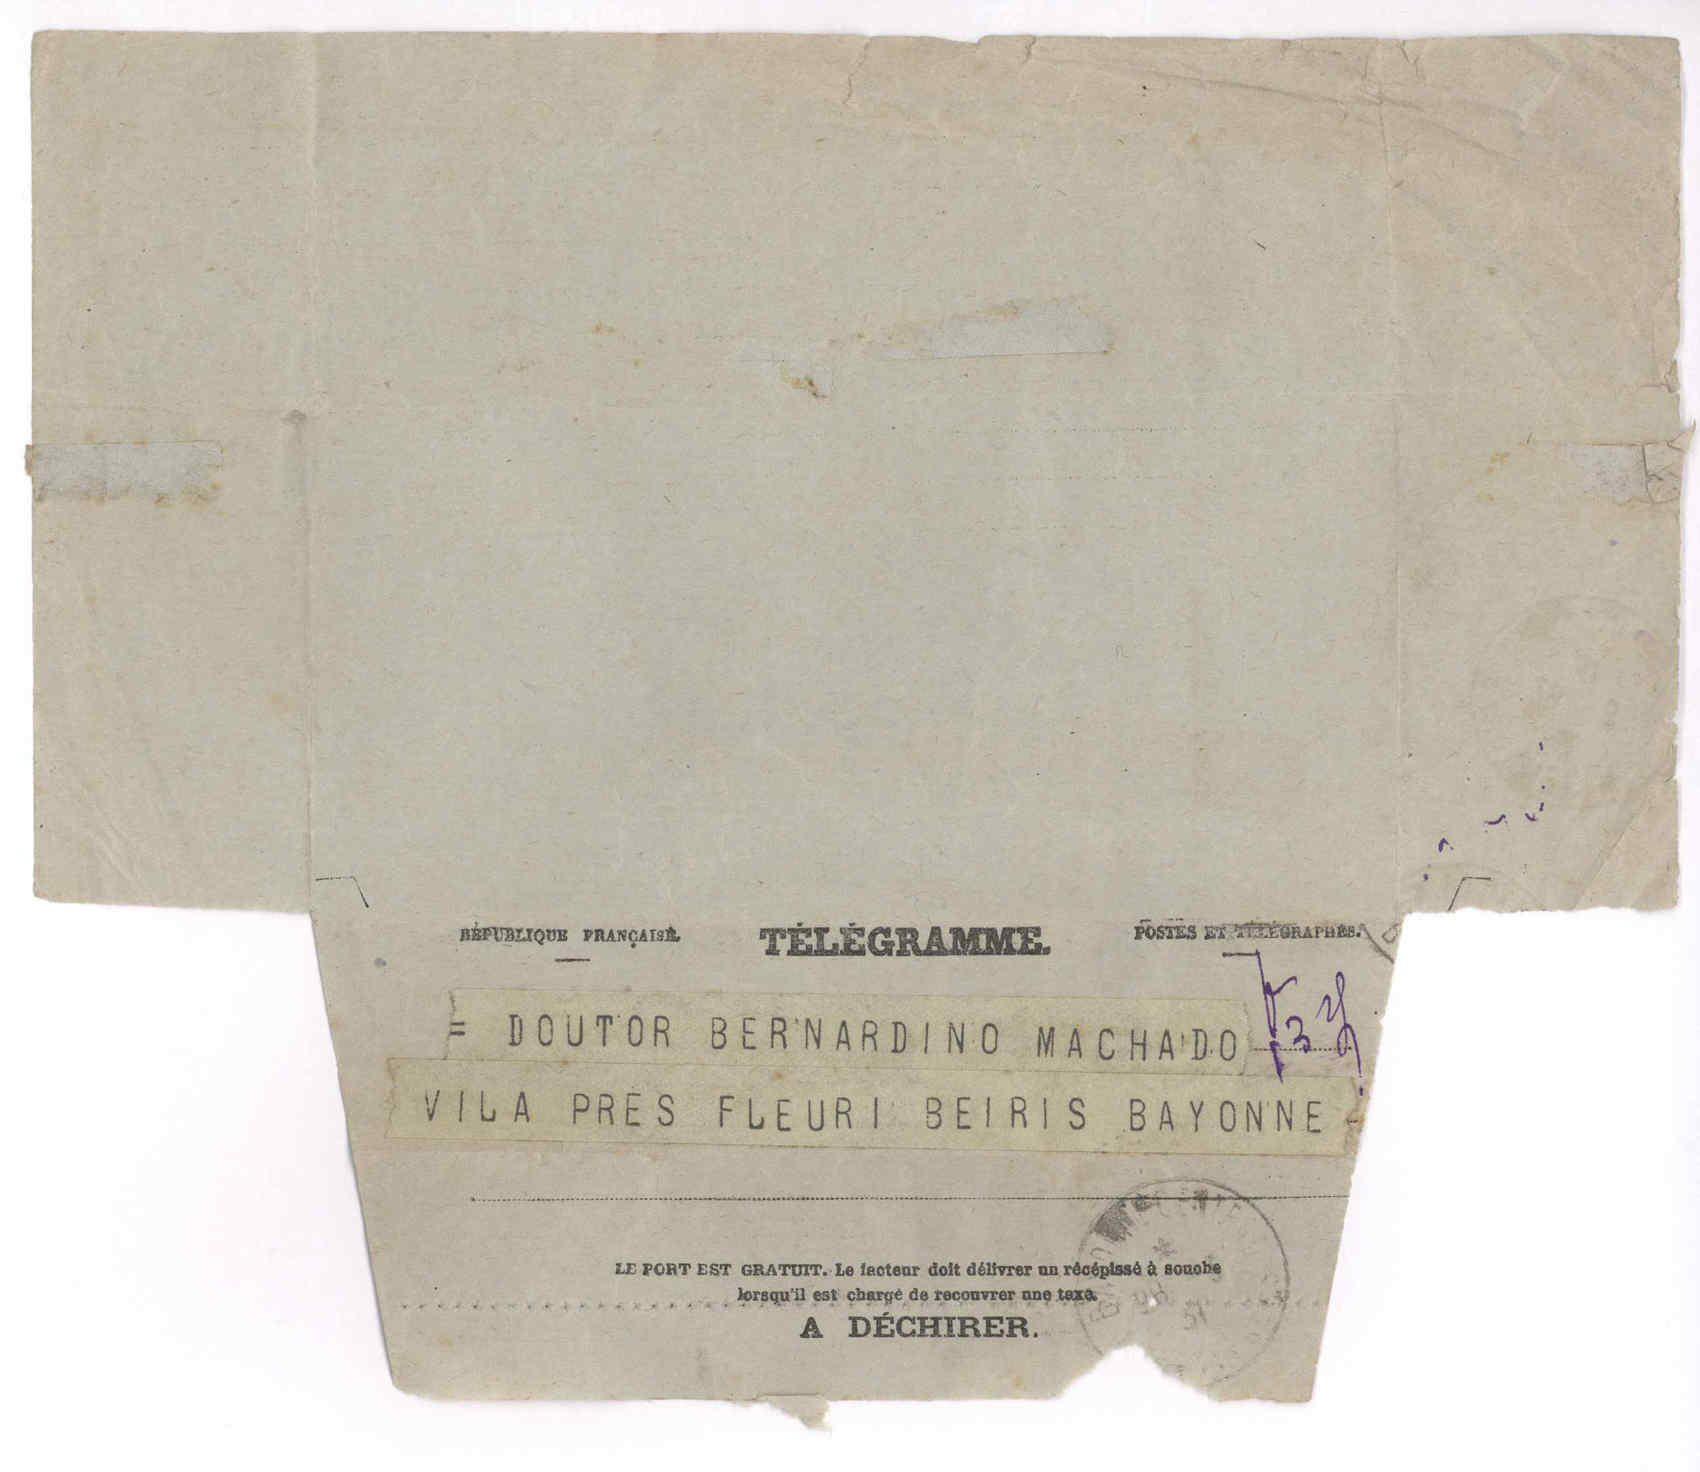 RÉPUBLIQUE FRANÇAISE.
TÉLÉGRAMME.
POSTES ET TÉLÉGRAPHES.
= DOUTOR BERNARDINO MACHADO
VILA PRES FLEURI BEIRIS BAYONNE -
LE PORT EST GRATUIT. Le facteur doit délivrer un récépissé à souche
lorsqu'il est chargé de recouvrer une taxe.
A DÉCHIRER.